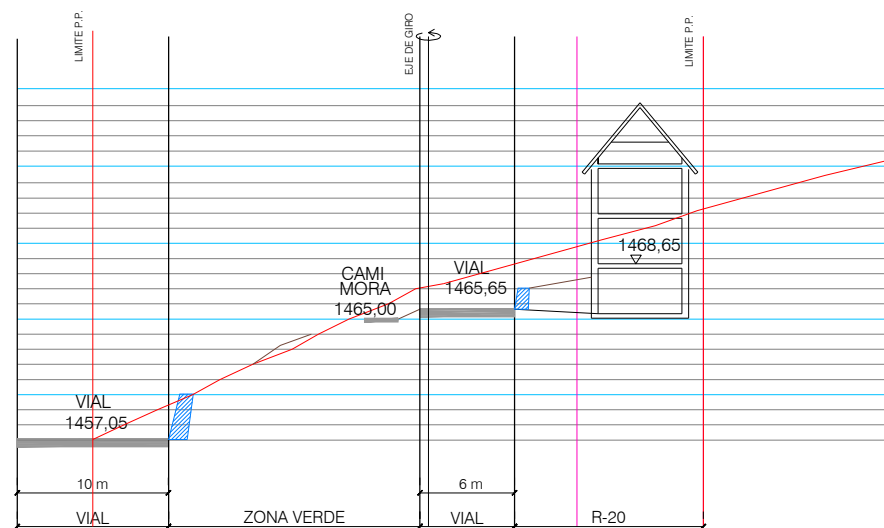 LIMITE P.P.
EJE DE GIRO
LIMITE P.P.
1468,65
CAMI
MORA
1465,00
VIAL
1465,65
VIAL
1457,05
10 m
6 m
VIAL
ZONA VERDE
VIAL
R-20